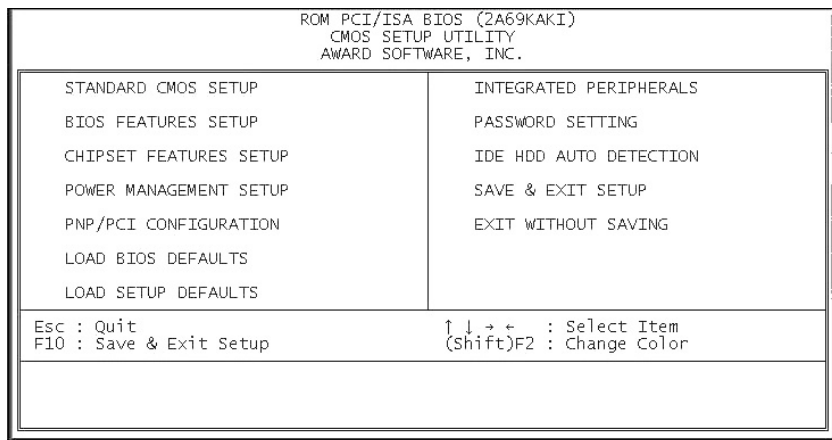 ROM PCI/ISA BIOS (2A69KAKI)
CMOS SETUP UTILITY
AWARD SOFTWARE, INC.
STANDARD CMOS SETUP
BIOS FEATURES SETUP
CHIPSET FEATURES SETUP
POWER MANAGEMENT SETUP
PNP/PCI CONFIGURATION
LOAD BIOS DEFAULTS
LOAD SETUP DEFAULTS
INTEGRATED PERIPHERALS
PASSWORD SETTING
IDE HDD AUTO DETECTION
SAVE & EXIT SETUP
EXIT WITHOUT SAVING
Esc : Quit
F10 : Save & Exit Setup
↑ ↓ → ← : Select Item
(Shift)F2 : Change Color